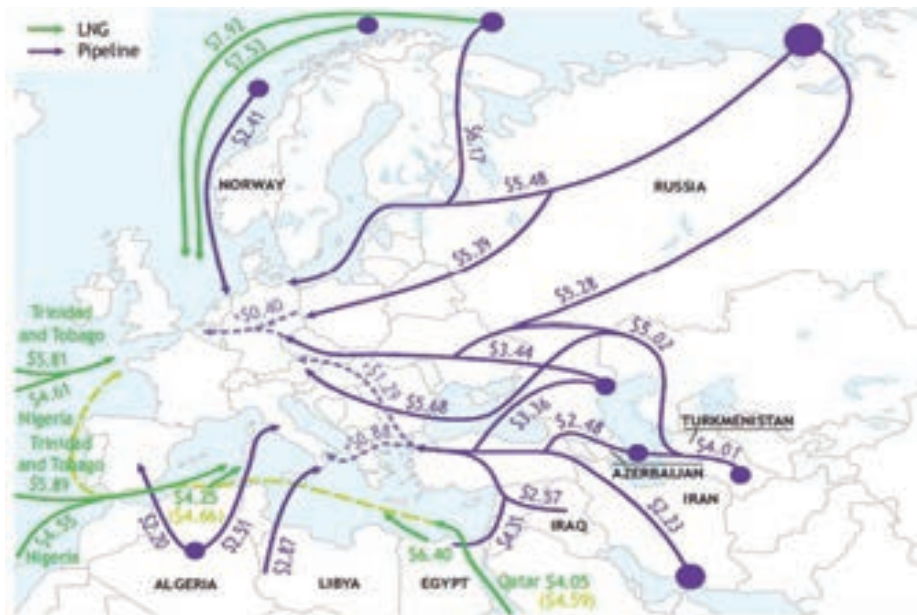 LNG
Pipeline
$7.92
$7.53
$2.41
$6.17
NORWAY
$5.48
RUSSIA
$5.39
$5.28
+$0.40
Trinidad
and Tobago
$5.81
$4.61
Nigeria
$3.44
$5.02
+$1.29
$5.68
$3.36
$2.48
TURKMENISTAN
$4.01
AZERBAIJAN
IRAN
Trinidad
and Tobago
$5.89
$4.55
Nigeria
$4.25
($4.66)
+$0.84
$2.20
$2.51
$2.87
$2.57
IRAQ
$4.31
$2.23
$6.40
ALGERIA
LIBYA
EGYPT
Qatar $4.05
($4.59)